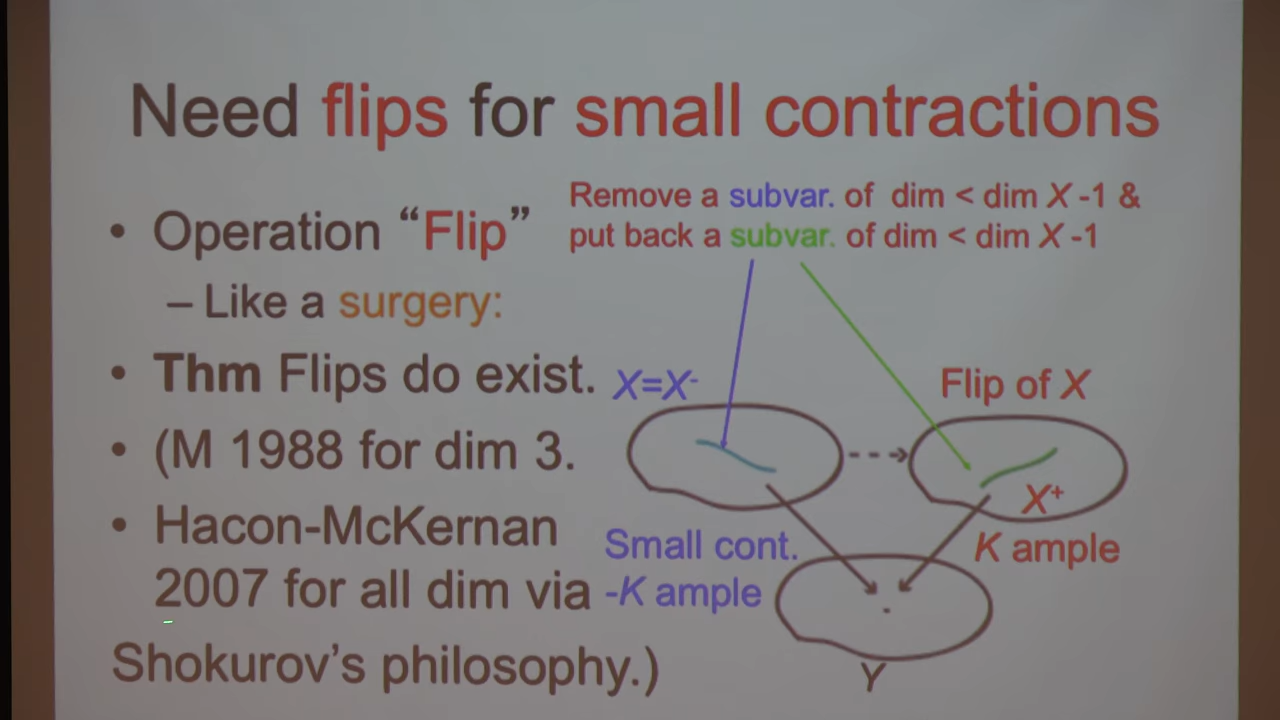 Need flips for small contractions
• Operation “Flip”
– Like a surgery:
• Thm Flips do exist.
• (M 1988 for dim 3.
• Hacon-McKernan
2007 for all dim via
Shokurov’s philosophy.)
Remove a subvar. of dim < dim X -1 &
put back a subvar. of dim < dim X -1
X=X-
Flip of X
X+
Small cont.
-K ample
K ample
Y